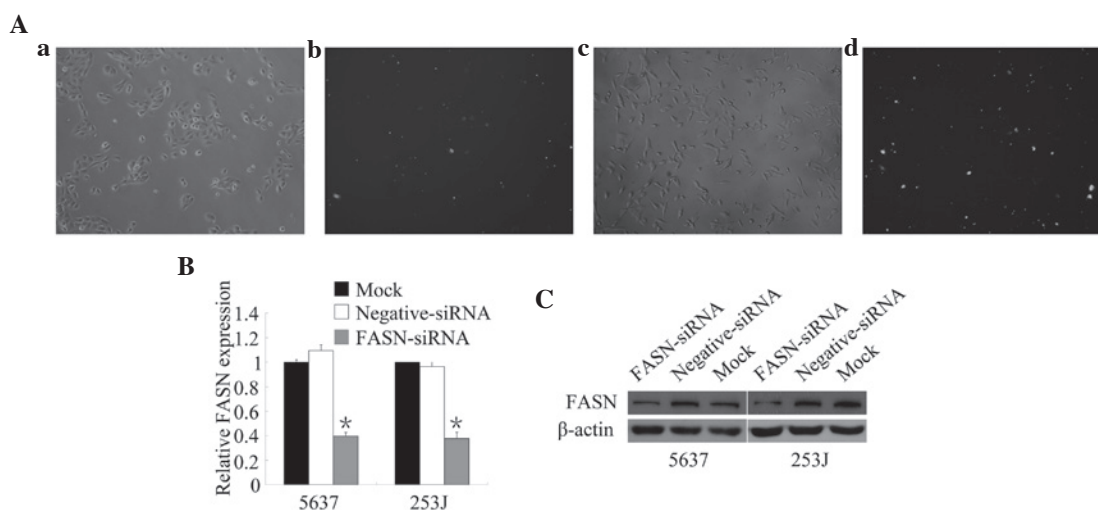 A
a
b
c
d
B
Mock
Negative-siRNA
FASN-siRNA
Relative FASN expression
1.4
1.2
1
0.8
0.6
0.4
0.2
0
*
*
5637
253J
C
FASN-siRNA
Negative-siRNA
Mock
FASN-siRNA
Negative-siRNA
Mock
FASN
β-actin
5637
253J